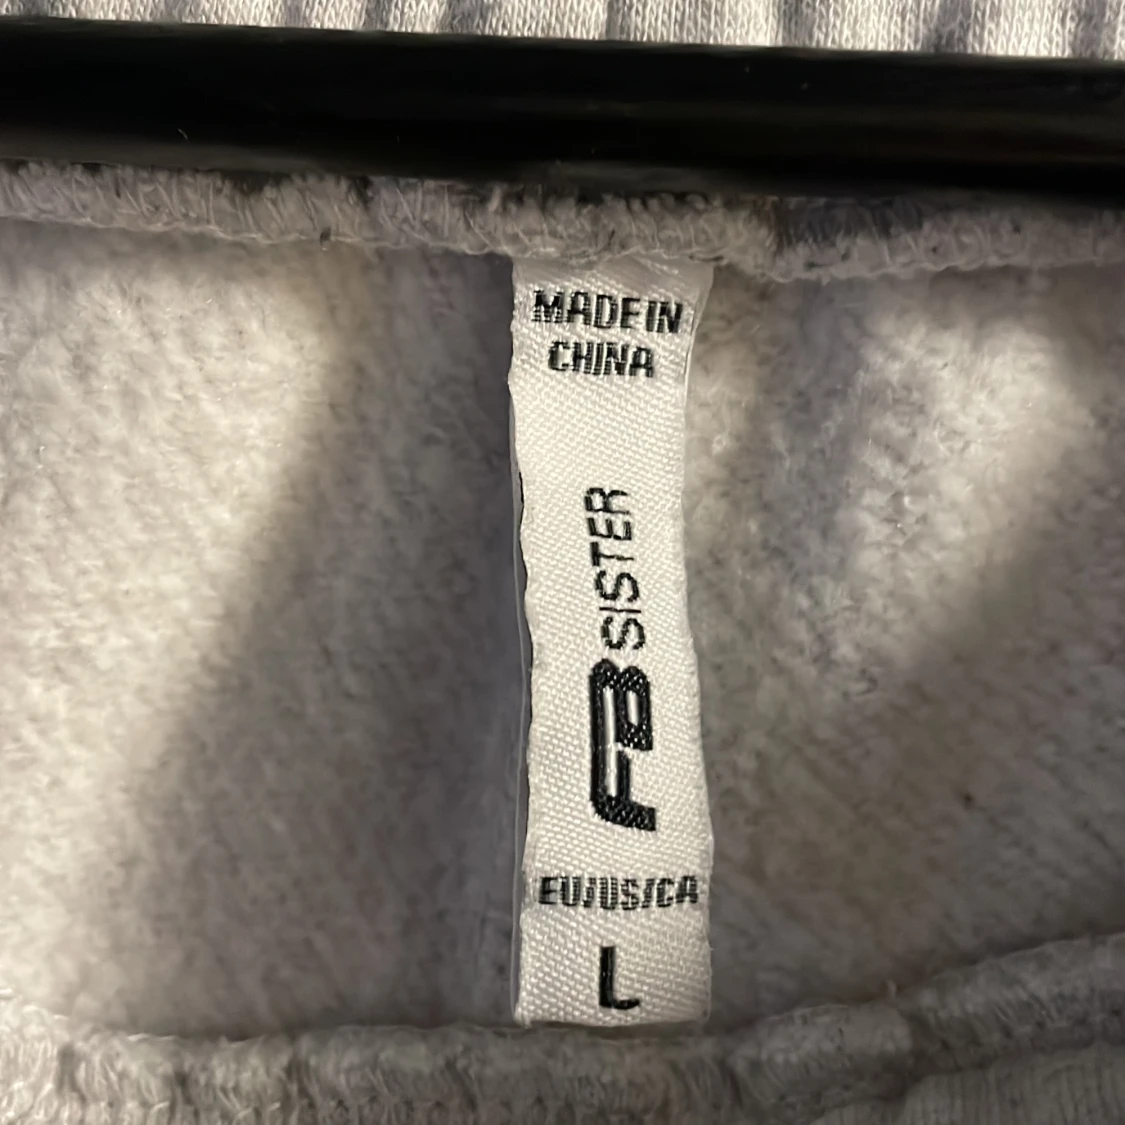 MADE IN
CHINA
FB SISTER
EU/US/CA
L